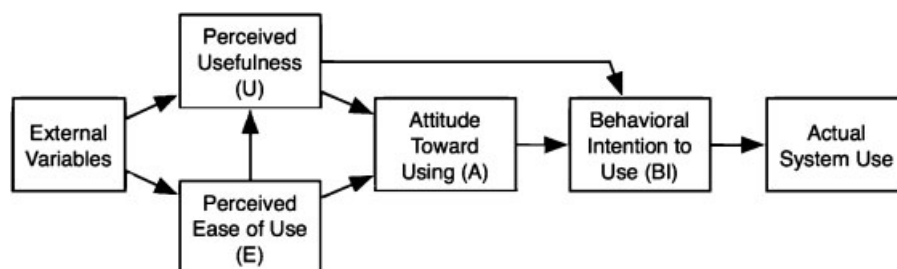 Perceived
Usefulness
(U)
External
Variables
Perceived
Ease of Use
(E)
Attitude
Toward
Using (A)
Behavioral
Intention to
Use (BI)
Actual
System Use